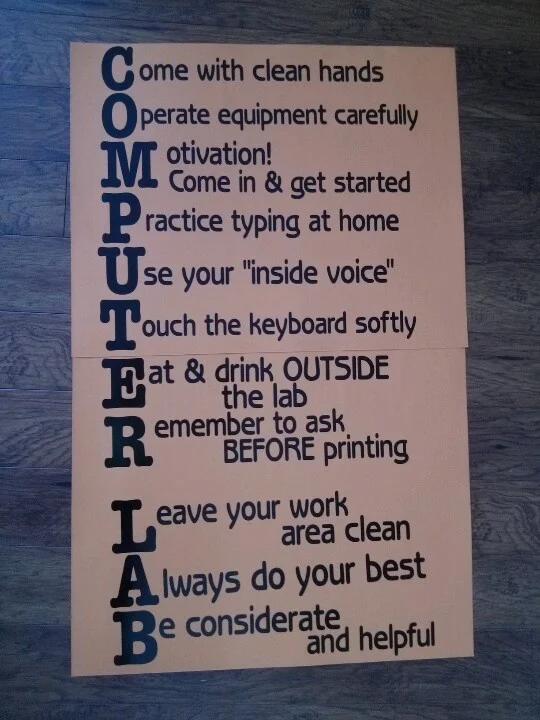 Come with clean hands
Operate equipment carefully
Motivation!
Come in & get started
Practice typing at home
Use your "inside voice"
Touch the keyboard softly
Eat & drink OUTSIDE
the lab
Remember to ask
BEFORE printing
Leave your work
area clean
Always do your best
Be considerate
and helpful